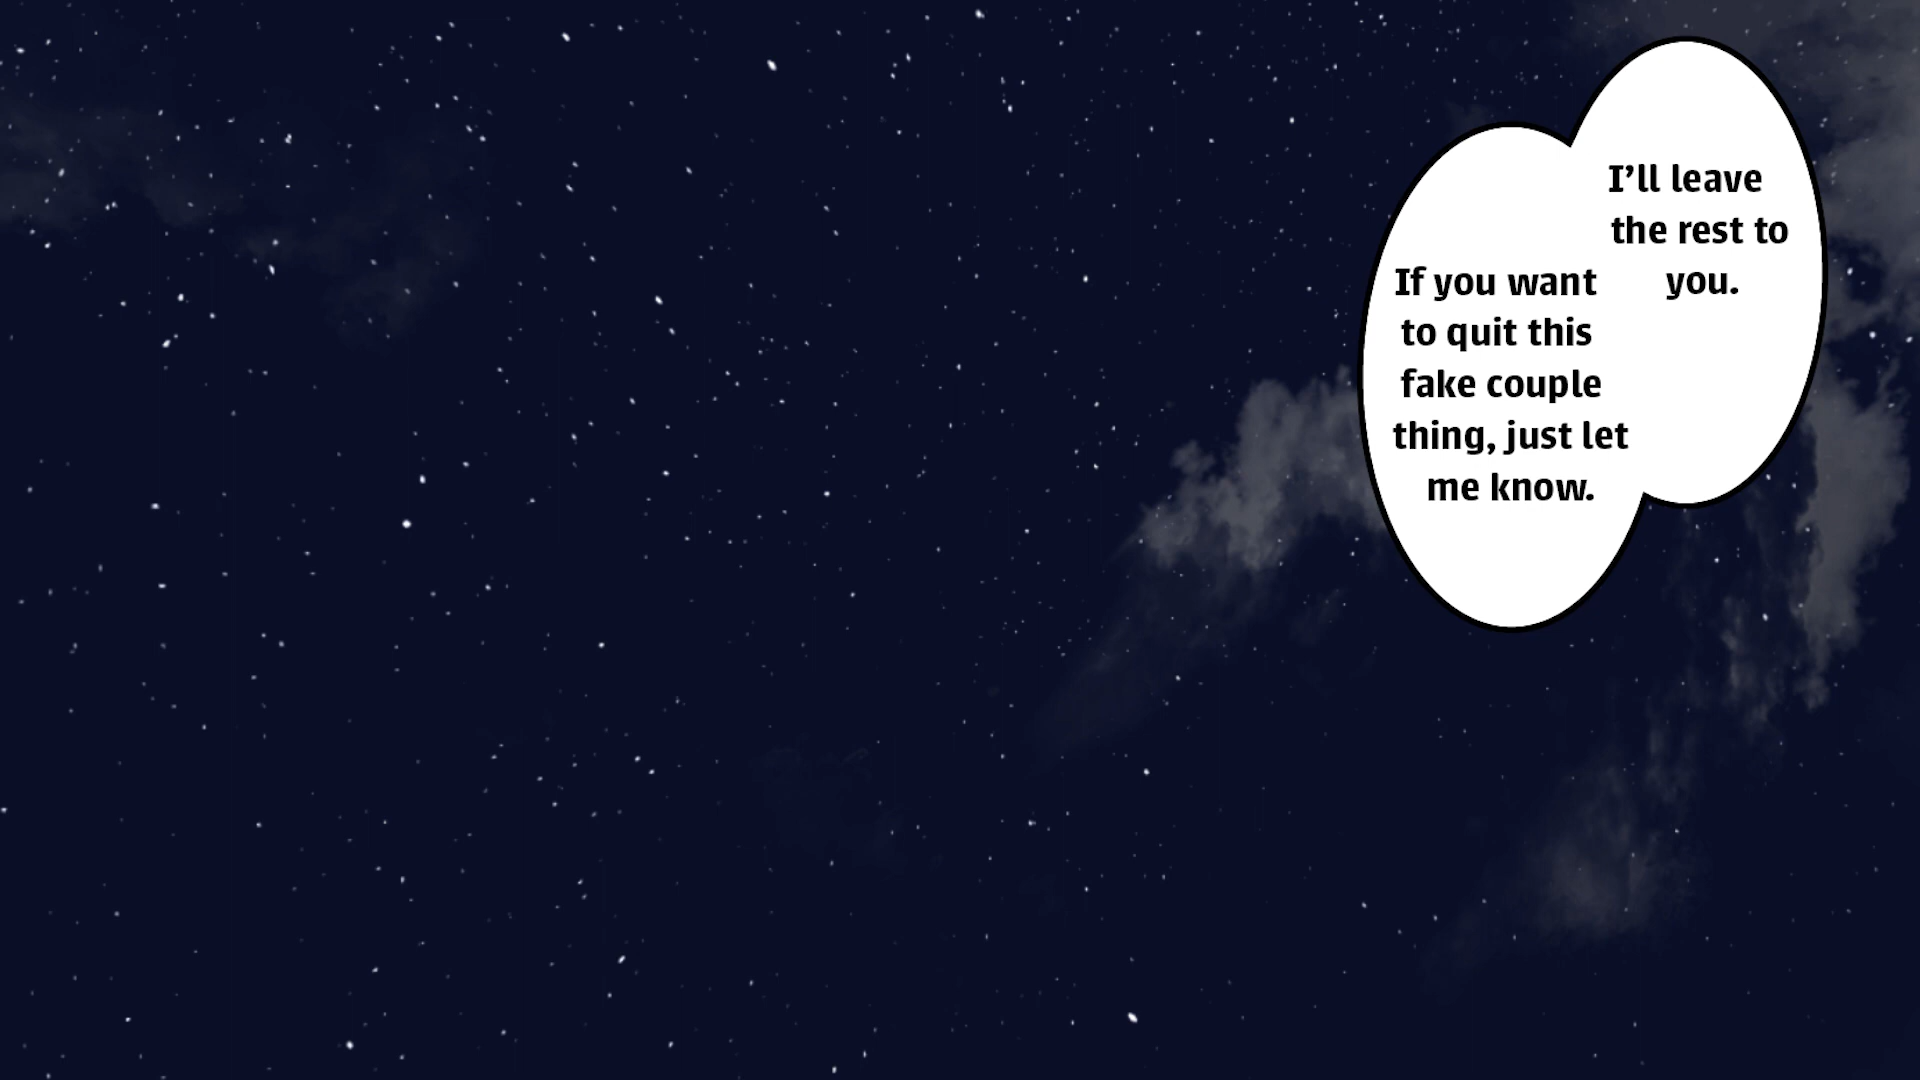 I’ll leave
the rest to
you.
If you want
to quit this
fake couple
thing, just let
me know.